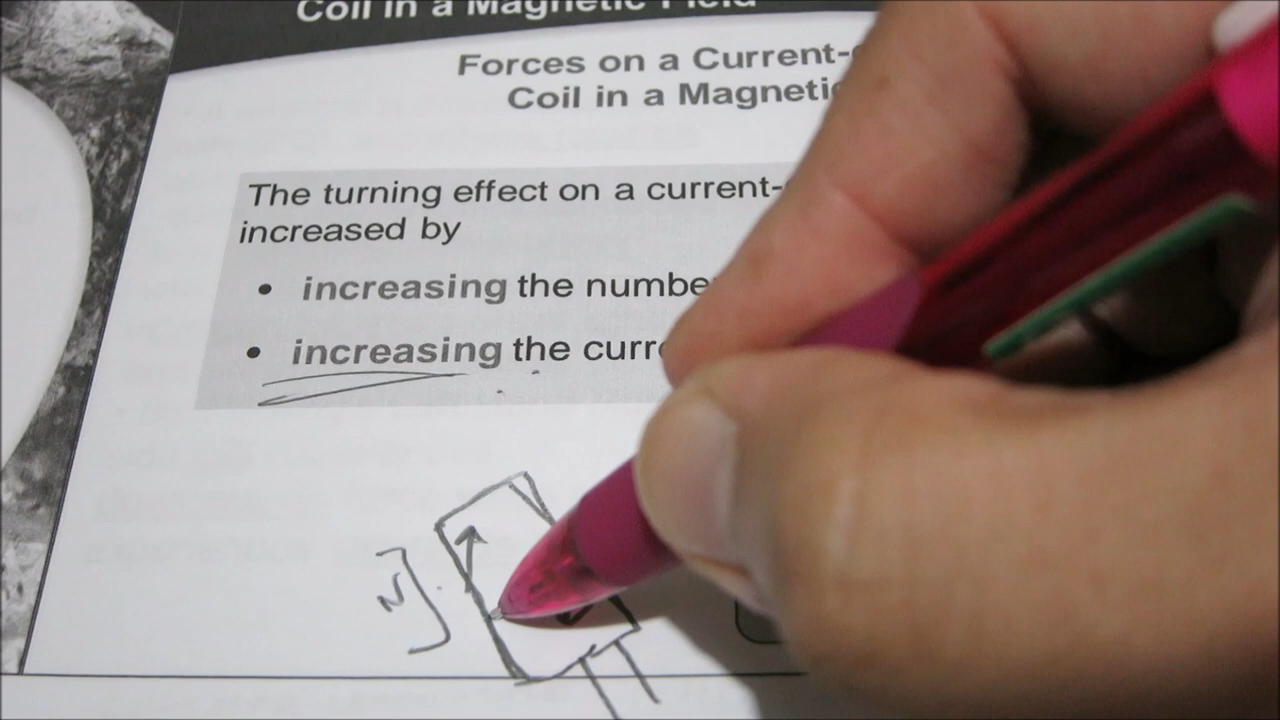 Coil in a Magnetic Field
Forces on a Current-
Coil in a Magnetic
The turning effect on a current-
increased by
• increasing the numbe
• increasing the curr
N